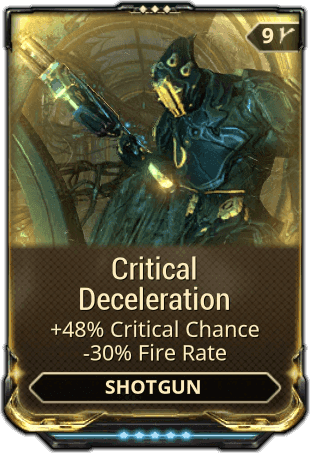 9
Critical
Deceleration
+48% Critical Chance
-30% Fire Rate
SHOTGUN